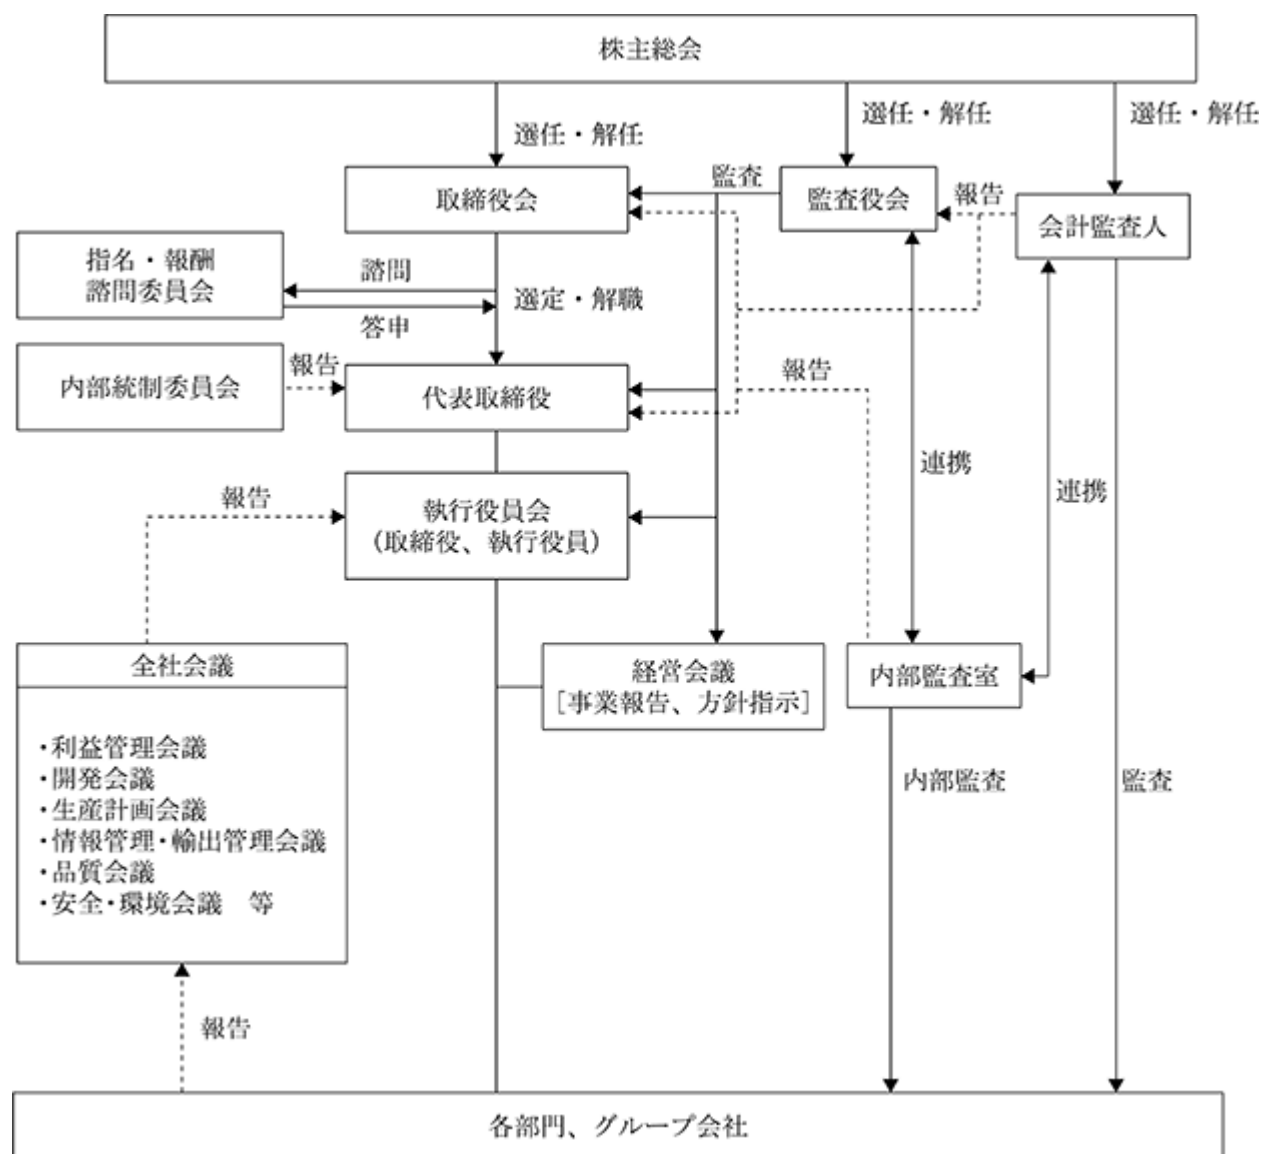 株主総会
選任・解任
選任・解任
選任・解任
取締役会
監査
監査役会
報告
会計監査人
指名・報酬
諮問委員会
諮問
答申
選定・解職
内部統制委員会
報告
代表取締役
報告
連携
連携
報告
執行役員会
(取締役、執行役員)
全社会議
・利益管理会議
・開発会議
・生産計画会議
・情報管理・輸出管理会議
・品質会議
・安全・環境会議 等
経営会議
[事業報告、方針指示]
内部監査室
内部監査
監査
報告
各部門、グループ会社